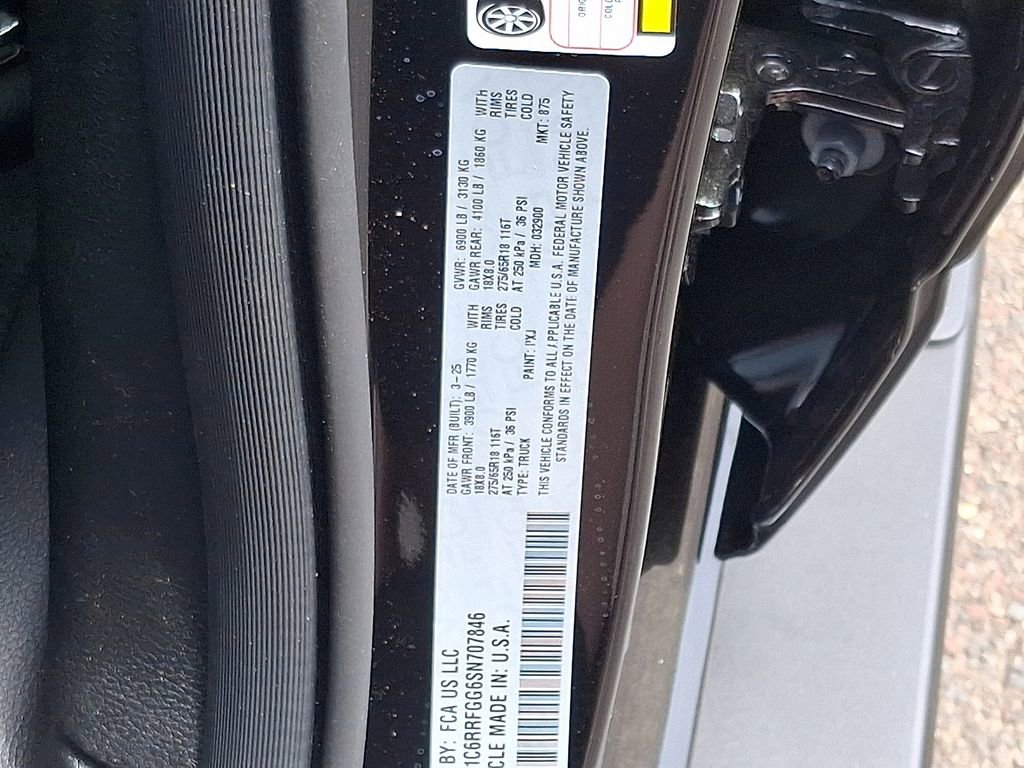 BY: FCA US LLC
1C6RRFGG6SN707846
CLE MADE IN: U.S.A.
DATE OF MFR (BUILT): 3-25
GAWR FRONT: 3900 LB / 1770 KG WITH
18X8.0 RIMS
275/65R18 116T TIRES
AT 250 kPa / 36 PSI COLD
TYPE: TRUCK PAINT: PXJ
GVWR: 6900 LB / 3130 KG
GAWR REAR: 4100 LB / 1860 KG WITH
18X8.0 RIMS
275/65R18 116T TIRES
AT 250 kPa / 36 PSI COLD
MDH: 032900 MKT: 875
THIS VEHICLE CONFORMS TO ALL APPLICABLE U.S.A. FEDERAL MOTOR VEHICLE SAFETY
STANDARDS IN EFFECT ON THE DATE OF MANUFACTURE SHOWN ABOVE.